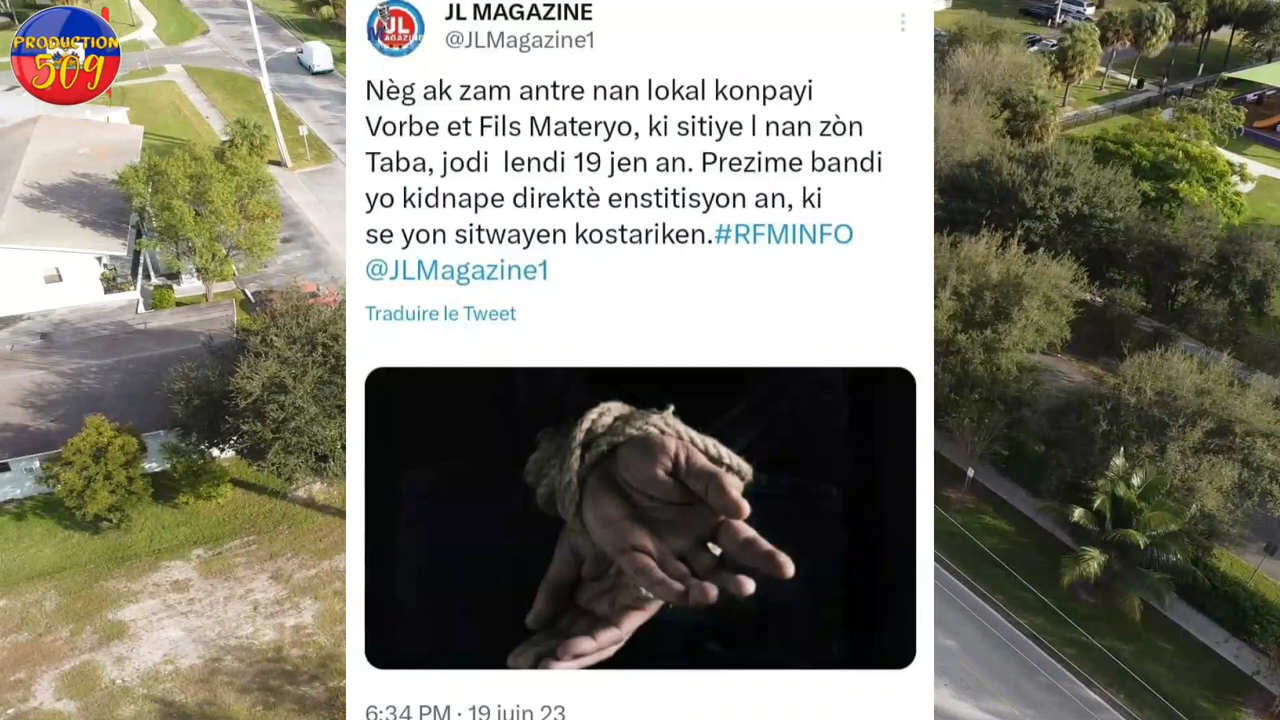 PRODUCTION
509
JL MAGAZINE
@JLMagazine1
JL
MAGAZINE
Nèg ak zam antre nan lokal konpayi
Vorbe et Fils Materyo, ki sitiye l nan zòn
Taba, jodi lendi 19 jen an. Prezime bandi
yo kidnape direktè enstitisyon an, ki
se yon sitwayen kostariken.#RFMINFO
@JLMagazine1
Traduire le Tweet
6:34 PM · 19 juin 23